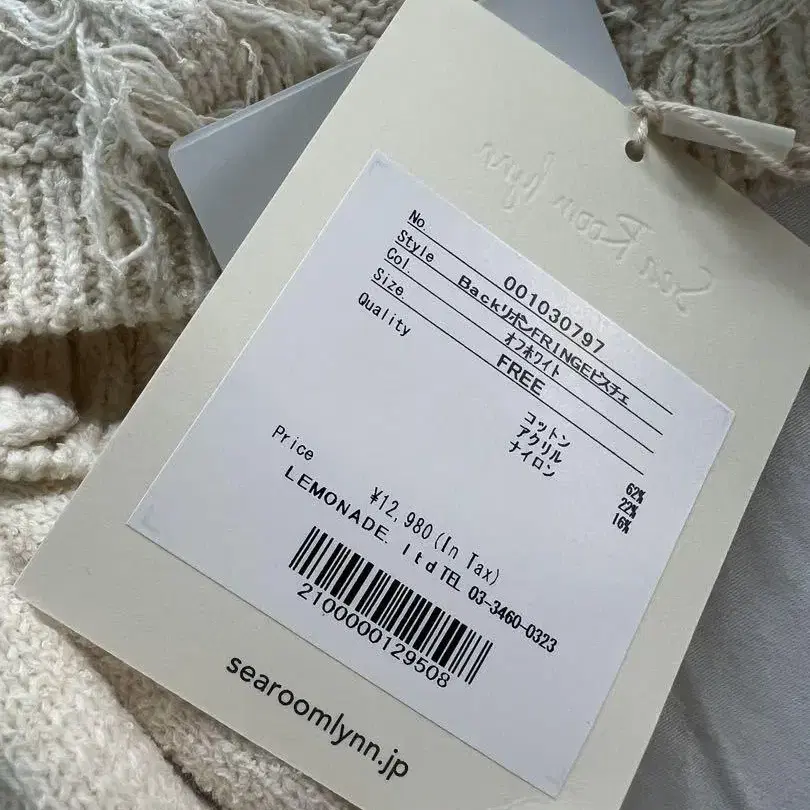 Sea Room lynn
No. 001030797
Style BackリボンFRINGEビスチェ
Col. オフホワイト
Size. FREE
Quality
コットン 62%
アクリル 22%
ナイロン 16%
Price ¥12,980(In Tax)
LEMONADE. ltd TEL 03-3460-0323
2100000129508
searoomlynn.jp